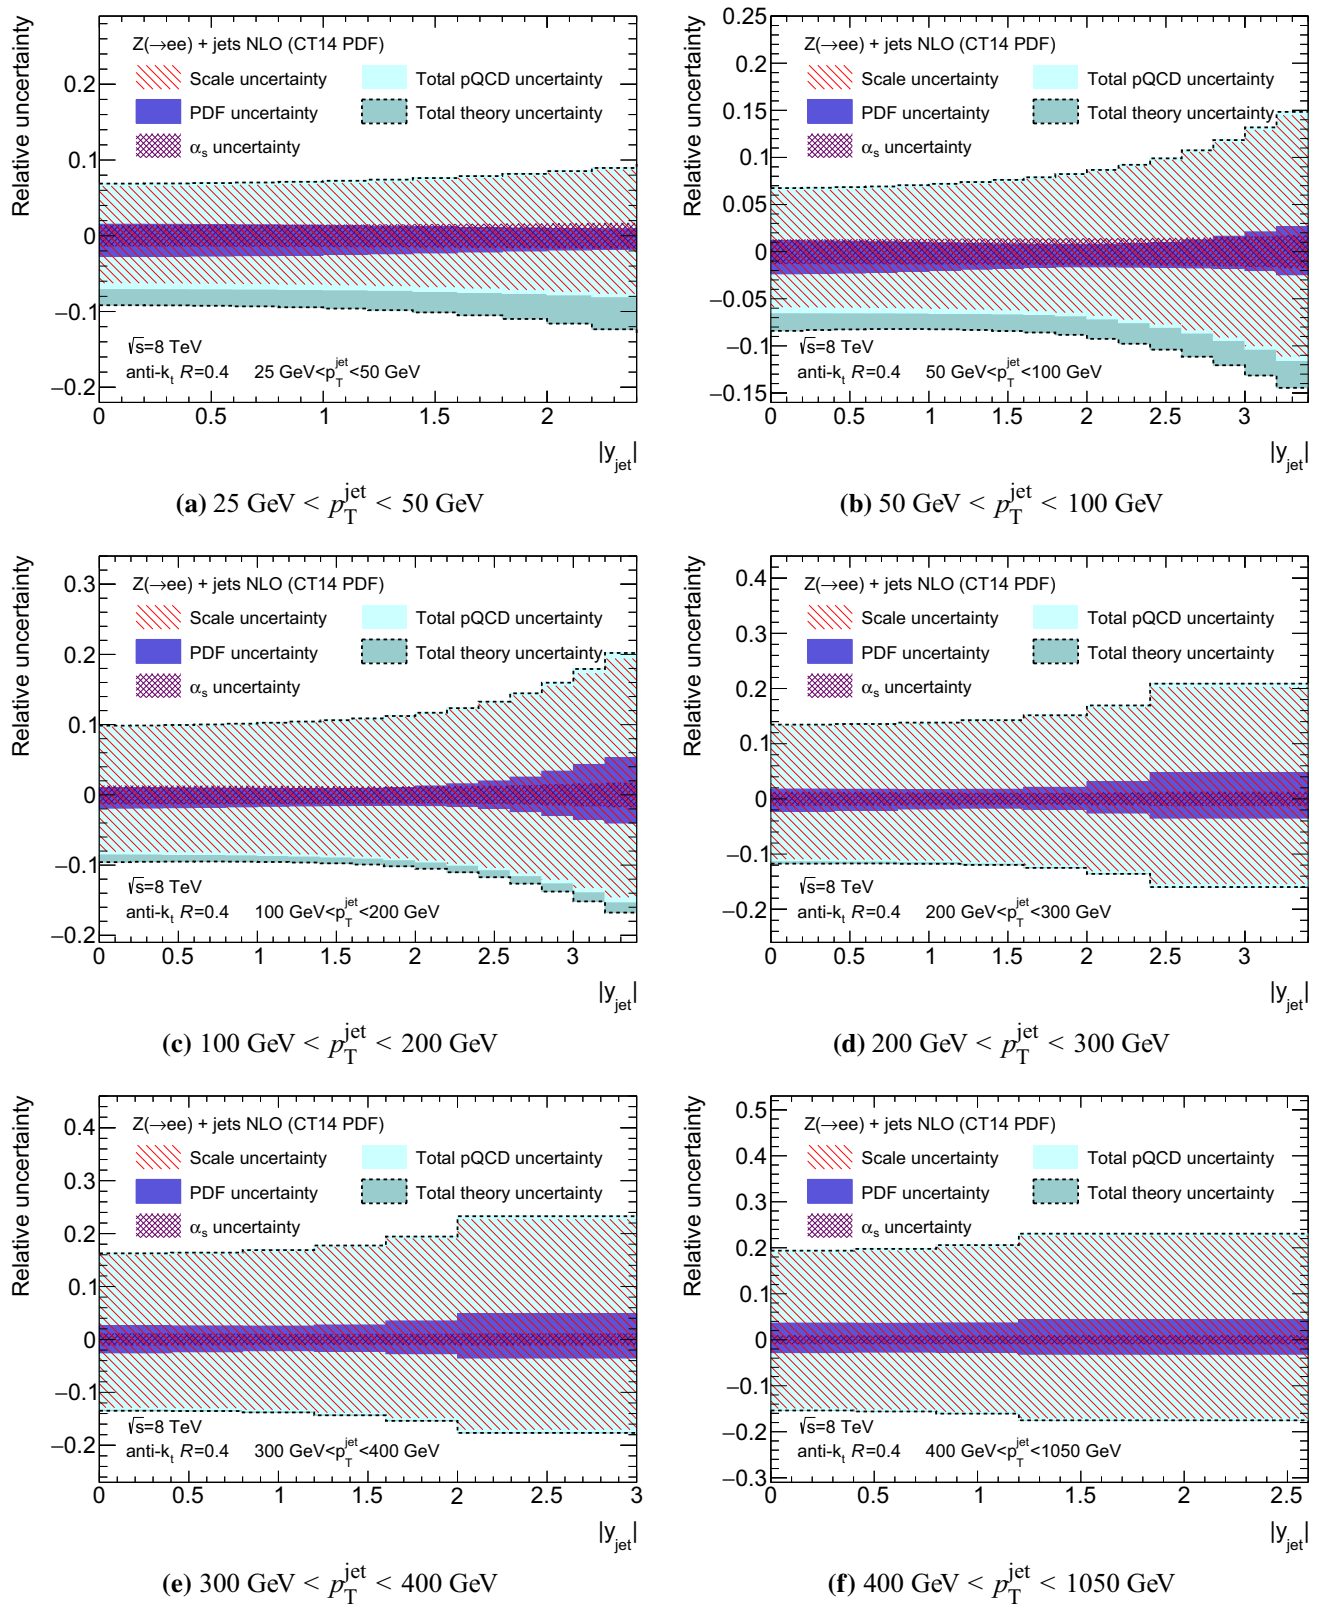 Relative uncertainty
Z(→ee) + jets NLO (CT14 PDF)
Scale uncertainty
Total pQCD uncertainty
PDF uncertainty
Total theory uncertainty
αs uncertainty
0.2
0.1
0
−0.1
−0.2
√s=8 TeV
anti-kt R=0.4 25 GeV<pTjet<50 GeV
0 0.5 1 1.5 2
|yjet|
(a) 25 GeV < pTjet < 50 GeV
Relative uncertainty
Z(→ee) + jets NLO (CT14 PDF)
Scale uncertainty
Total pQCD uncertainty
PDF uncertainty
Total theory uncertainty
αs uncertainty
0.25
0.2
0.15
0.1
0.05
0
−0.05
−0.1
−0.15
√s=8 TeV
anti-kt R=0.4 50 GeV<pTjet<100 GeV
0 0.5 1 1.5 2 2.5 3
|yjet|
(b) 50 GeV < pTjet < 100 GeV
Relative uncertainty
Z(→ee) + jets NLO (CT14 PDF)
Scale uncertainty
Total pQCD uncertainty
PDF uncertainty
Total theory uncertainty
αs uncertainty
0.3
0.2
0.1
0
−0.1
−0.2
√s=8 TeV
anti-kt R=0.4 100 GeV<pTjet<200 GeV
0 0.5 1 1.5 2 2.5 3
|yjet|
(c) 100 GeV < pTjet < 200 GeV
Relative uncertainty
Z(→ee) + jets NLO (CT14 PDF)
Scale uncertainty
Total pQCD uncertainty
PDF uncertainty
Total theory uncertainty
αs uncertainty
0.4
0.3
0.2
0.1
0
−0.1
−0.2
√s=8 TeV
anti-kt R=0.4 200 GeV<pTjet<300 GeV
0 0.5 1 1.5 2 2.5 3
|yjet|
(d) 200 GeV < pTjet < 300 GeV
Relative uncertainty
Z(→ee) + jets NLO (CT14 PDF)
Scale uncertainty
Total pQCD uncertainty
PDF uncertainty
Total theory uncertainty
αs uncertainty
0.4
0.3
0.2
0.1
0
−0.1
−0.2
√s=8 TeV
anti-kt R=0.4 300 GeV<pTjet<400 GeV
0 0.5 1 1.5 2 2.5 3
|yjet|
(e) 300 GeV < pTjet < 400 GeV
Relative uncertainty
Z(→ee) + jets NLO (CT14 PDF)
Scale uncertainty
Total pQCD uncertainty
PDF uncertainty
Total theory uncertainty
αs uncertainty
0.5
0.4
0.3
0.2
0.1
0
−0.1
−0.2
−0.3
√s=8 TeV
anti-kt R=0.4 400 GeV<pTjet<1050 GeV
0 0.5 1 1.5 2 2.5
|yjet|
(f) 400 GeV < pTjet < 1050 GeV